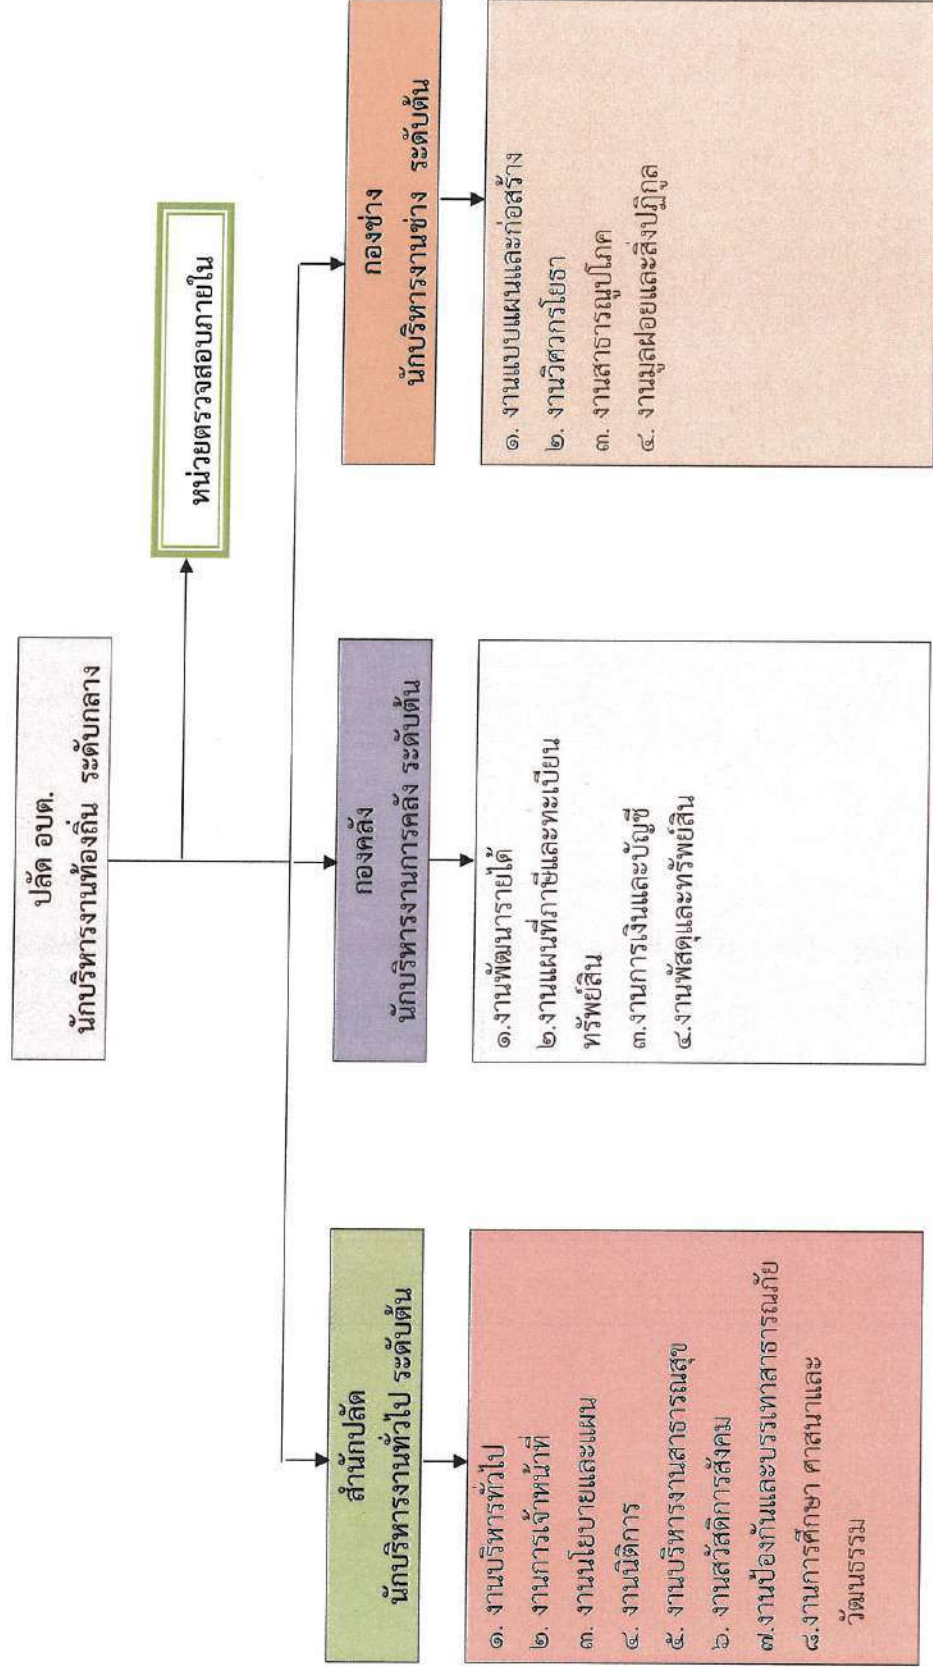 ปลัด อบต.
นักบริหารงานท้องถิ่น ระดับกลาง
หน่วยตรวจสอบภายใน
สำนักปลัด
นักบริหารงานทั่วไป ระดับต้น
๑. งานบริหารทั่วไป
๒. งานการเจ้าหน้าที่
๓. งานนโยบายและแผน
๔. งานนิติการ
๕. งานบริหารงานสาธารณสุข
๖. งานสวัสดิการสังคม
๗.งานป้องกันและบรรเทาสาธารณภัย
๘.งานการศึกษา ศาสนาและ
วัฒนธรรม
กองคลัง
นักบริหารงานการคลัง ระดับต้น
๑.งานพัฒนารายได้
๒.งานแผนที่ภาษีและทะเบียน
ทรัพย์สิน
๓.งานการเงินและบัญชี
๔.งานพัสดุและทรัพย์สิน
กองช่าง
นักบริหารงานช่าง ระดับต้น
๑. งานแบบแผนและก่อสร้าง
๒. งานวิศวกรโยธา
๓. งานสาธารณูปโภค
๔. งานมูลฝอยและสิ่งปฏิกูล